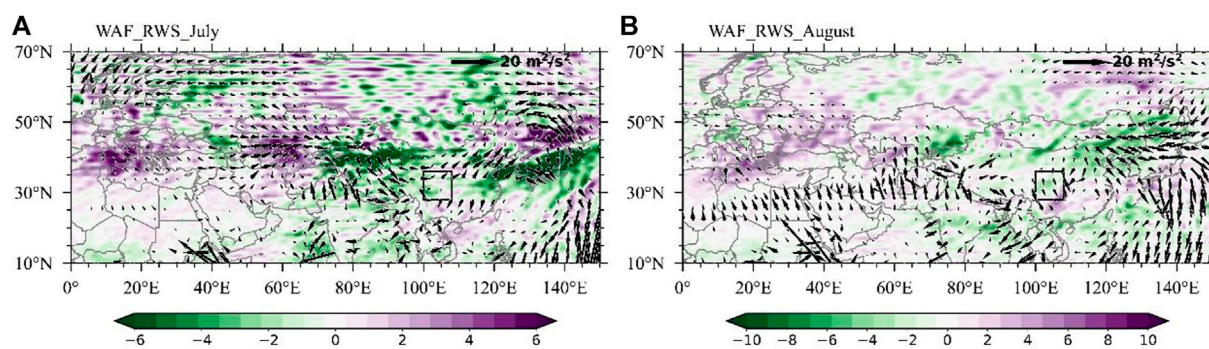 A
WAF_RWS_July
70°N
20 m²/s²
50°N
30°N
10°N
0° 20°E 40°E 60°E 80°E 100°E 120°E 140°E
−6 −4 −2 0 2 4 6
B
WAF_RWS_August
70°N
20 m²/s²
50°N
30°N
10°N
0° 20°E 40°E 60°E 80°E 100°E 120°E 140°E
−10 −8 −6 −4 −2 0 2 4 6 8 10